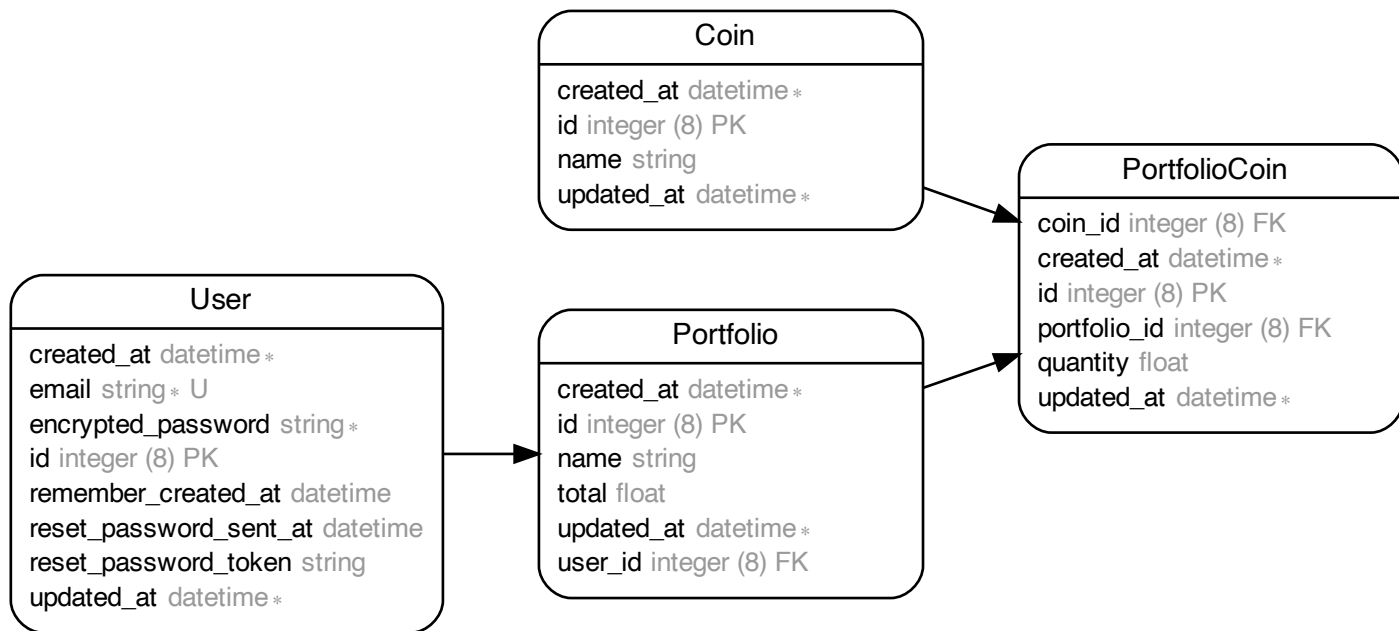 Coin
created_at datetime *
id integer (8) PK
name string
updated_at datetime *
PortfolioCoin
coin_id integer (8) FK
created_at datetime *
id integer (8) PK
portfolio_id integer (8) FK
quantity float
updated_at datetime *
User
created_at datetime *
email string * U
encrypted_password string *
id integer (8) PK
remember_created_at datetime
reset_password_sent_at datetime
reset_password_token string
updated_at datetime *
Portfolio
created_at datetime *
id integer (8) PK
name string
total float
updated_at datetime *
user_id integer (8) FK